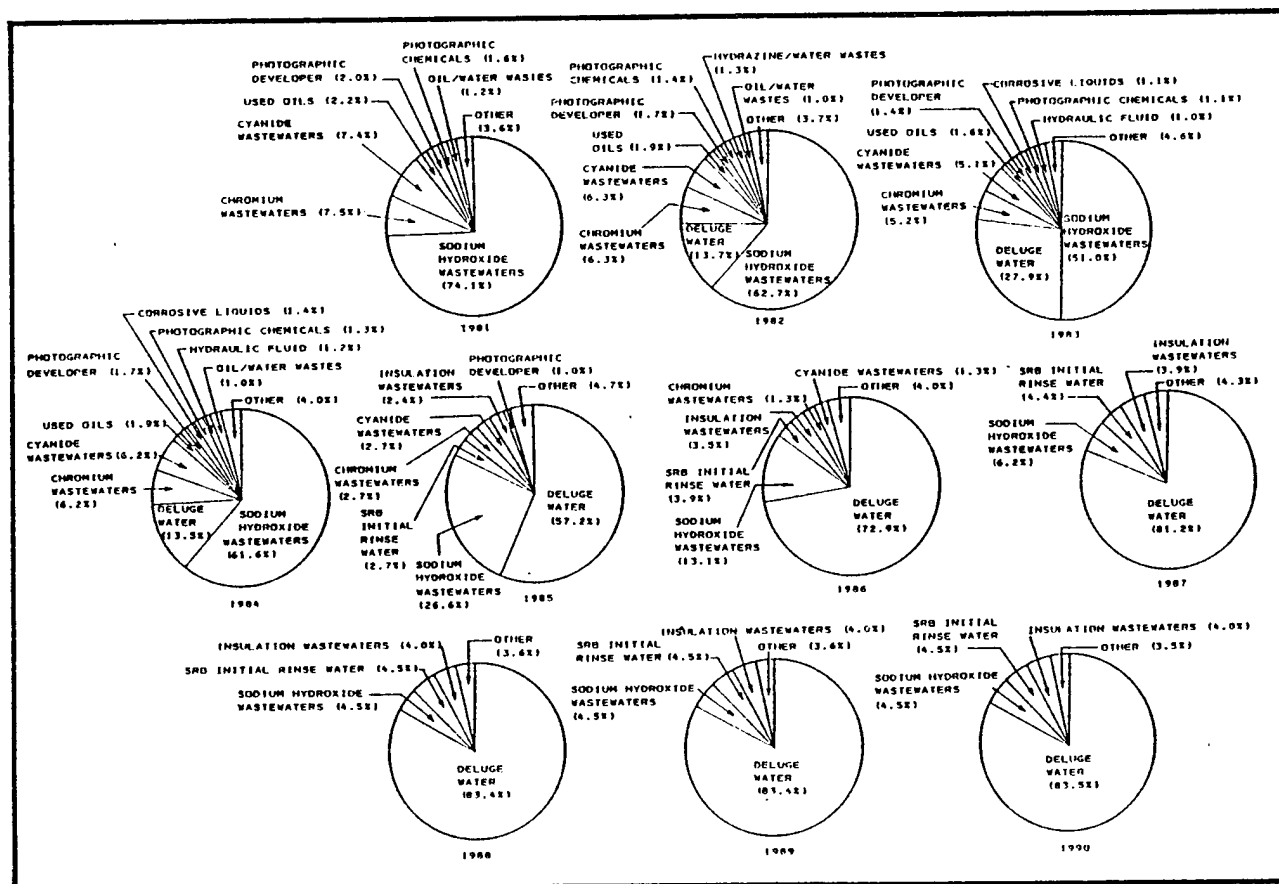 PHOTOGRAPHIC
CHEMICALS (1.6%)
PHOTOGRAPHIC
DEVELOPER (2.0%)
OIL/WATER WASTES
(1.2%)
USED OILS (2.2%)
CYANIDE
WASTEWATERS (7.4%)
OTHER
(3.6%)
CHROMIUM
WASTEWATERS (7.5%)
SODIUM
HYDROXIDE
WASTEWATERS
(74.1%)
1981
HYDRAZINE/WATER WASTES
(1.3%)
PHOTOGRAPHIC
CHEMICALS (1.4%)
OIL/WATER
WASTES (1.0%)
PHOTOGRAPHIC
DEVELOPER (1.7%)
OTHER (3.7%)
USED
OILS (1.9%)
CYANIDE
WASTEWATERS
(6.3%)
CHROMIUM
WASTEWATERS
(6.3%)
DELUGE
WATER
(13.7%)
SODIUM
HYDROXIDE
WASTEWATERS
(62.7%)
1982
CORROSIVE LIQUIDS (1.1%)
PHOTOGRAPHIC
DEVELOPER
(1.4%)
PHOTOGRAPHIC CHEMICALS (1.1%)
HYDRAULIC FLUID (1.0%)
USED OILS (1.6%)
OTHER (4.6%)
CYANIDE
WASTEWATERS
(5.1%)
CHROMIUM
WASTEWATERS
(5.2%)
SODIUM
HYDROXIDE
WASTEWATERS
(51.0%)
DELUGE
WATER
(27.9%)
1983
CORROSIVE LIQUIDS (1.4%)
PHOTOGRAPHIC CHEMICALS (1.3%)
HYDRAULIC FLUID (1.2%)
PHOTOGRAPHIC
DEVELOPER (1.7%)
OIL/WATER WASTES
(1.0%)
OTHER (4.0%)
USED OILS (1.9%)
CYANIDE
WASTEWATERS (6.2%)
CHROMIUM
WASTEWATERS
(6.2%)
DELUGE
WATER
(13.5%)
SODIUM
HYDROXIDE
WASTEWATERS
(61.6%)
1984
PHOTOGRAPHIC
DEVELOPER (1.0%)
INSULATION
WASTEWATERS
(2.4%)
OTHER (4.7%)
CYANIDE
WASTEWATERS
(2.7%)
CHROMIUM
WASTEWATERS
(2.7%)
SRB
INITIAL
RINSE
WATER
(2.7%)
SODIUM
HYDROXIDE
WASTEWATERS
(26.6%)
DELUGE
WATER
(57.2%)
1985
CYANIDE WASTEWATERS (1.3%)
CHROMIUM
WASTEWATERS (1.3%)
OTHER (4.0%)
INSULATION
WASTEWATERS
(3.5%)
SRB INITIAL
RINSE WATER
(3.9%)
SODIUM
HYDROXIDE
WASTEWATERS
(13.1%)
DELUGE
WATER
(72.9%)
1986
INSULATION
WASTEWATERS
(3.9%)
SRB INITIAL
RINSE WATER
(4.4%)
OTHER (4.3%)
SODIUM
HYDROXIDE
WASTEWATERS
(6.2%)
DELUGE
WATER
(81.2%)
1987
INSULATION WASTEWATERS (4.0%)
OTHER
(3.6%)
SRB INITIAL RINSE WATER (4.5%)
SODIUM HYDROXIDE
WASTEWATERS (4.5%)
DELUGE
WATER
(83.4%)
1988
INSULATION WASTEWATERS (4.0%)
SRB INITIAL
RINSE WATER (4.5%)
OTHER (3.6%)
SODIUM HYDROXIDE
WASTEWATERS
(4.5%)
DELUGE
WATER
(83.4%)
1989
SRB INITIAL
RINSE WATER
(4.5%)
INSULATION WASTEWATERS (4.0%)
OTHER (3.5%)
SODIUM HYDROXIDE
WASTEWATERS
(4.5%)
DELUGE
WATER
(83.5%)
1990